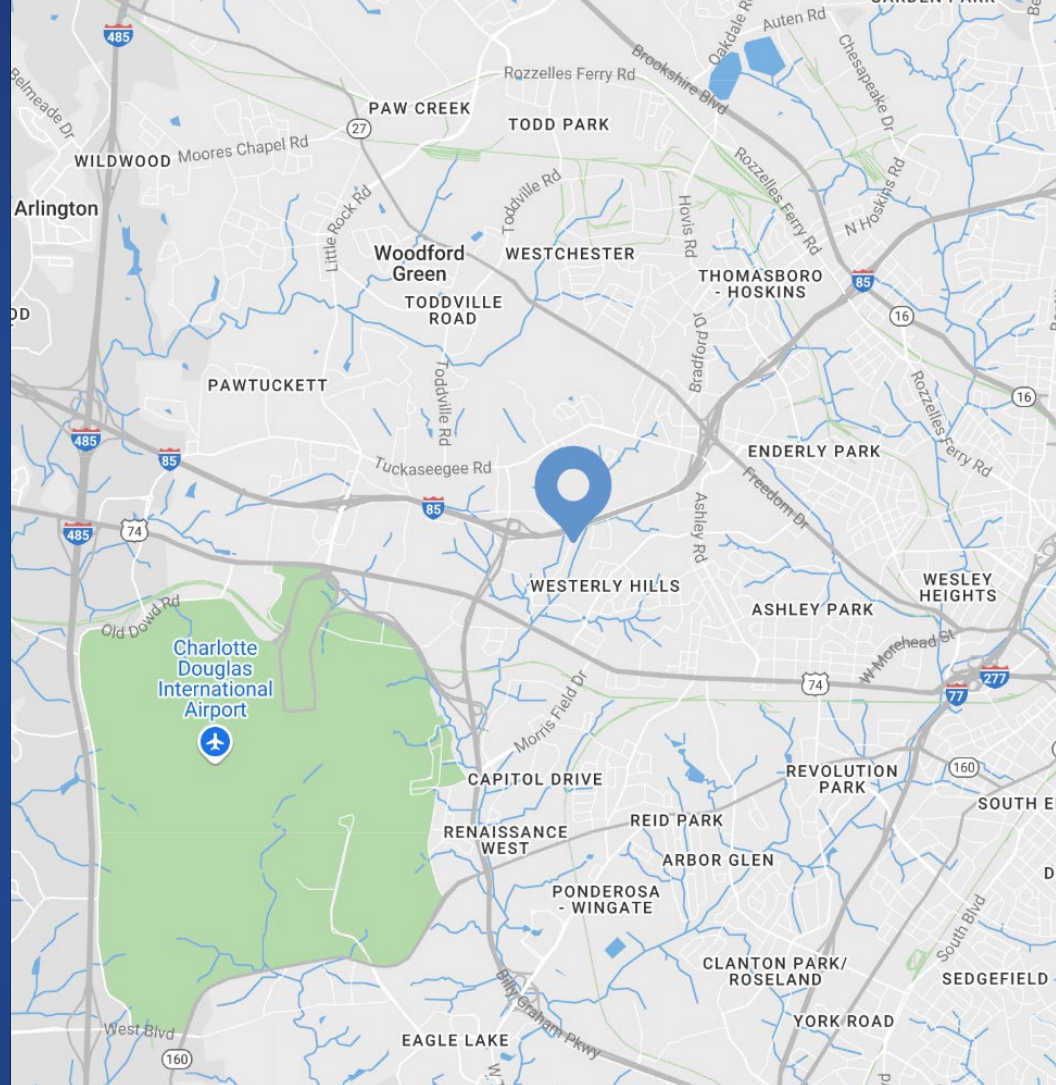 GARDEN PARK
485
Auten Rd
Oakdale Rd
Brookshire Blvd
Chesapeake Dr
Belmeade Dr
Rozzelles Ferry Rd
PAW CREEK
27
TODD PARK
WILDWOOD
Moores Chapel Rd
Rozzelles Ferry Rd
N Hoskins Rd
Arlington
Little Rock Rd
Toddville Rd
Hovis Rd
Woodford
Green
WESTCHESTER
THOMASBORO
- HOSKINS
85
TODDVILLE
ROAD
OD
16
Bradford Dr
PAWTUCKETT
Toddville Rd
16
Rozzelles Ferry Rd
485
85
Tuckaseegee Rd
ENDERLY PARK
85
Freedom Dr
Ashley Rd
485
74
WESTERLY HILLS
WESLEY
HEIGHTS
ASHLEY PARK
Old Dowd Rd
Charlotte
Douglas
International
Airport
W Morehead St
74
277
77
Morris Field Dr
CAPITOL DRIVE
REVOLUTION
PARK
160
SOUTH E
REID PARK
RENAISSANCE
WEST
ARBOR GLEN
D
PONDEROSA
- WINGATE
South Blvd
CLANTON PARK/
ROSELAND
SEDGEFIELD
Billy Graham Pkwy
West Blvd
YORK ROAD
EAGLE LAKE
160